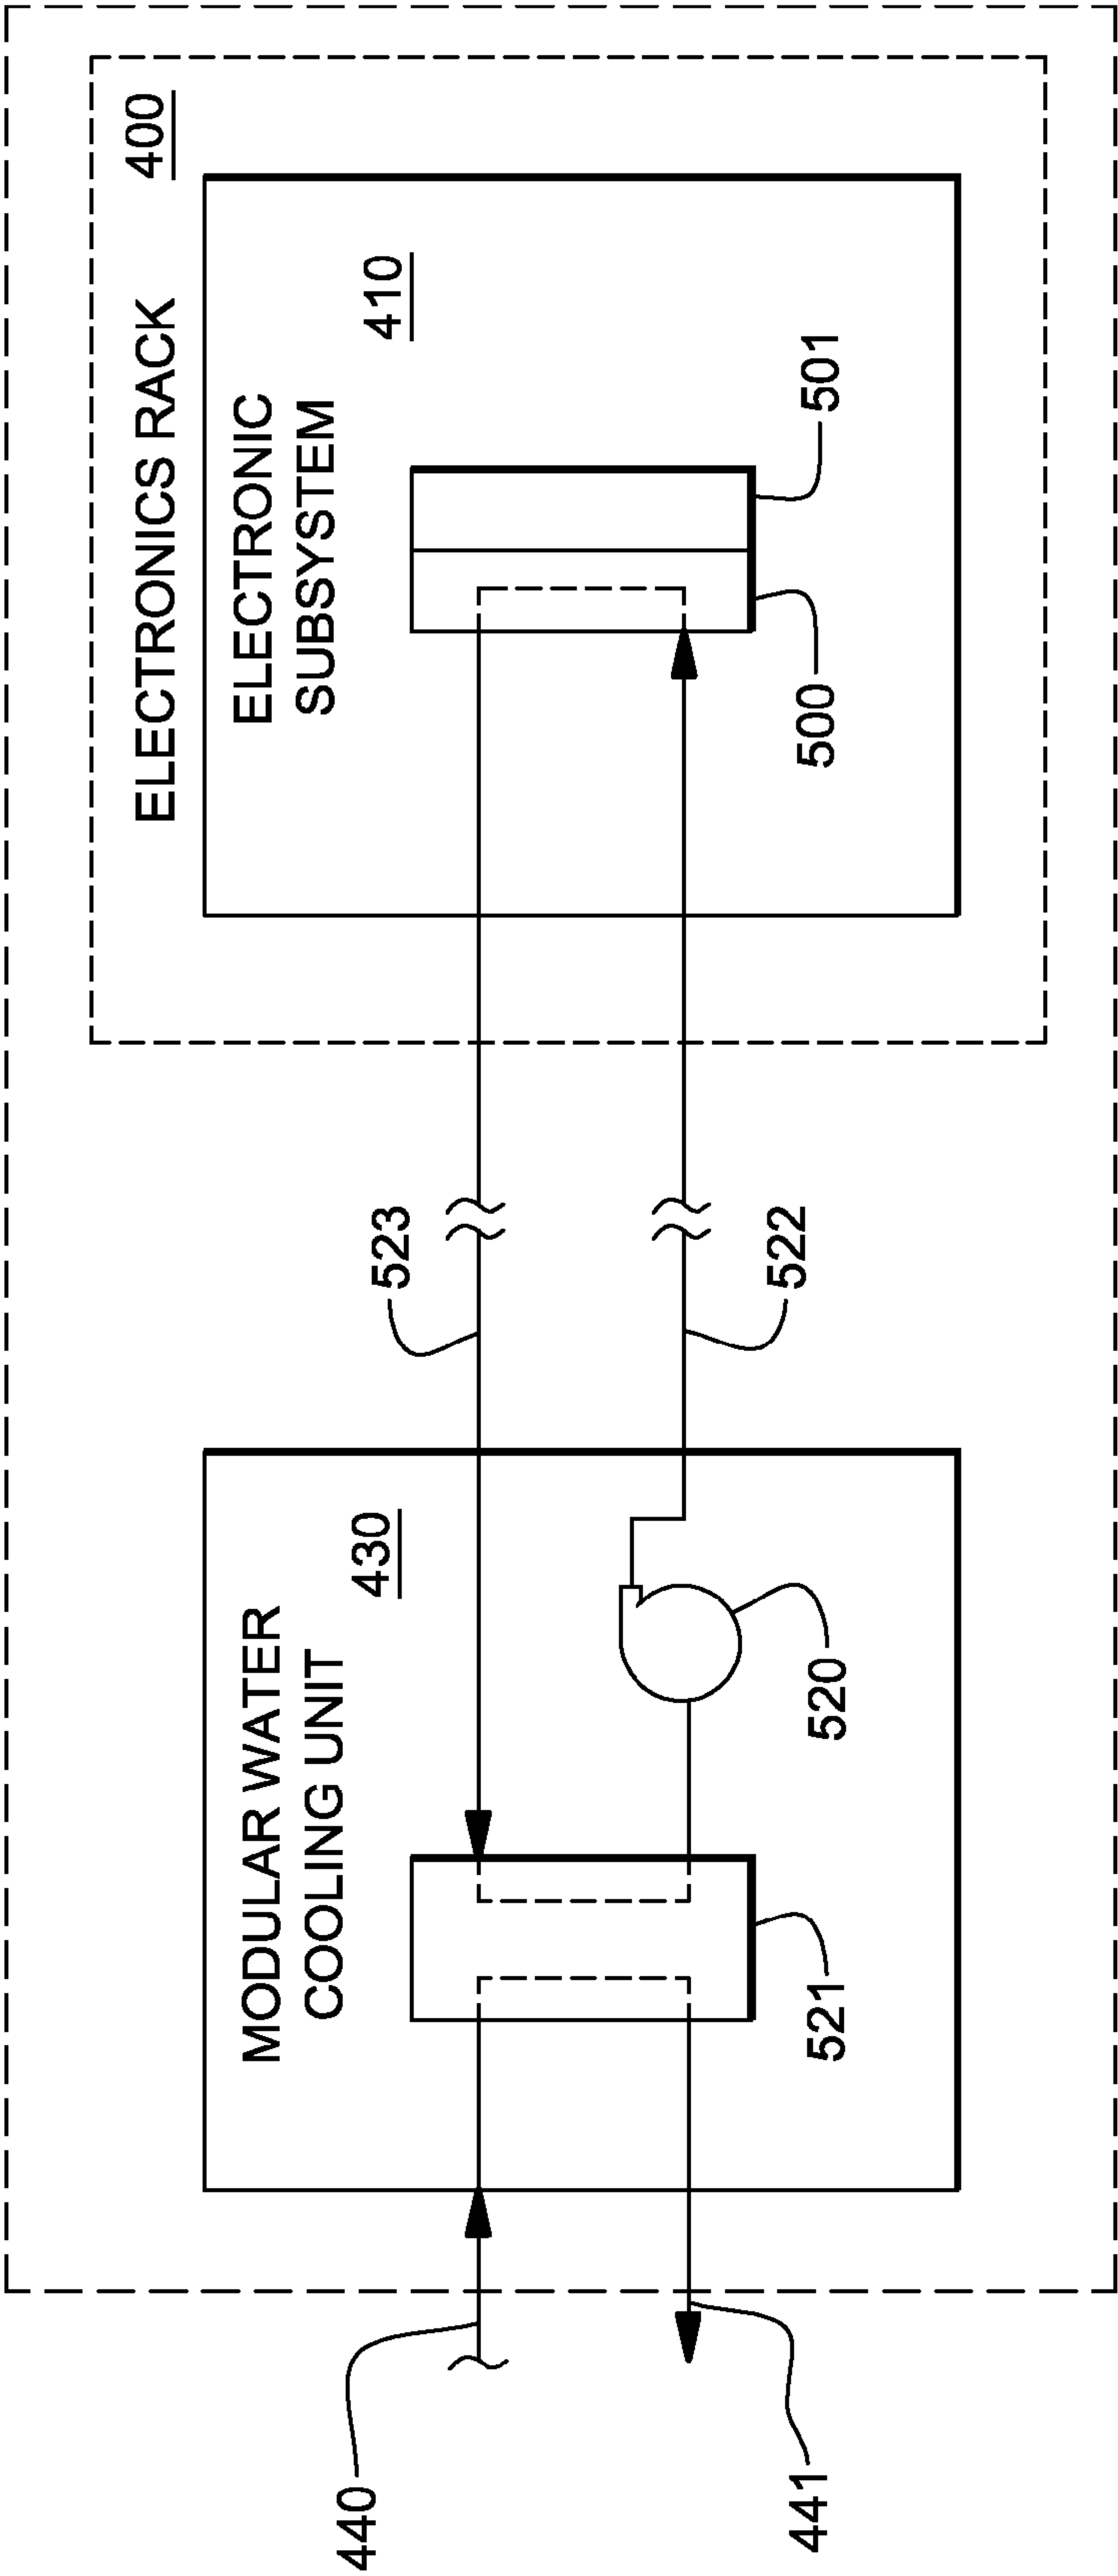 ELECTRONICS RACK
400
ELECTRONIC
SUBSYSTEM
410
501
500
523
522
MODULAR WATER
COOLING UNIT
430
520
521
440
441